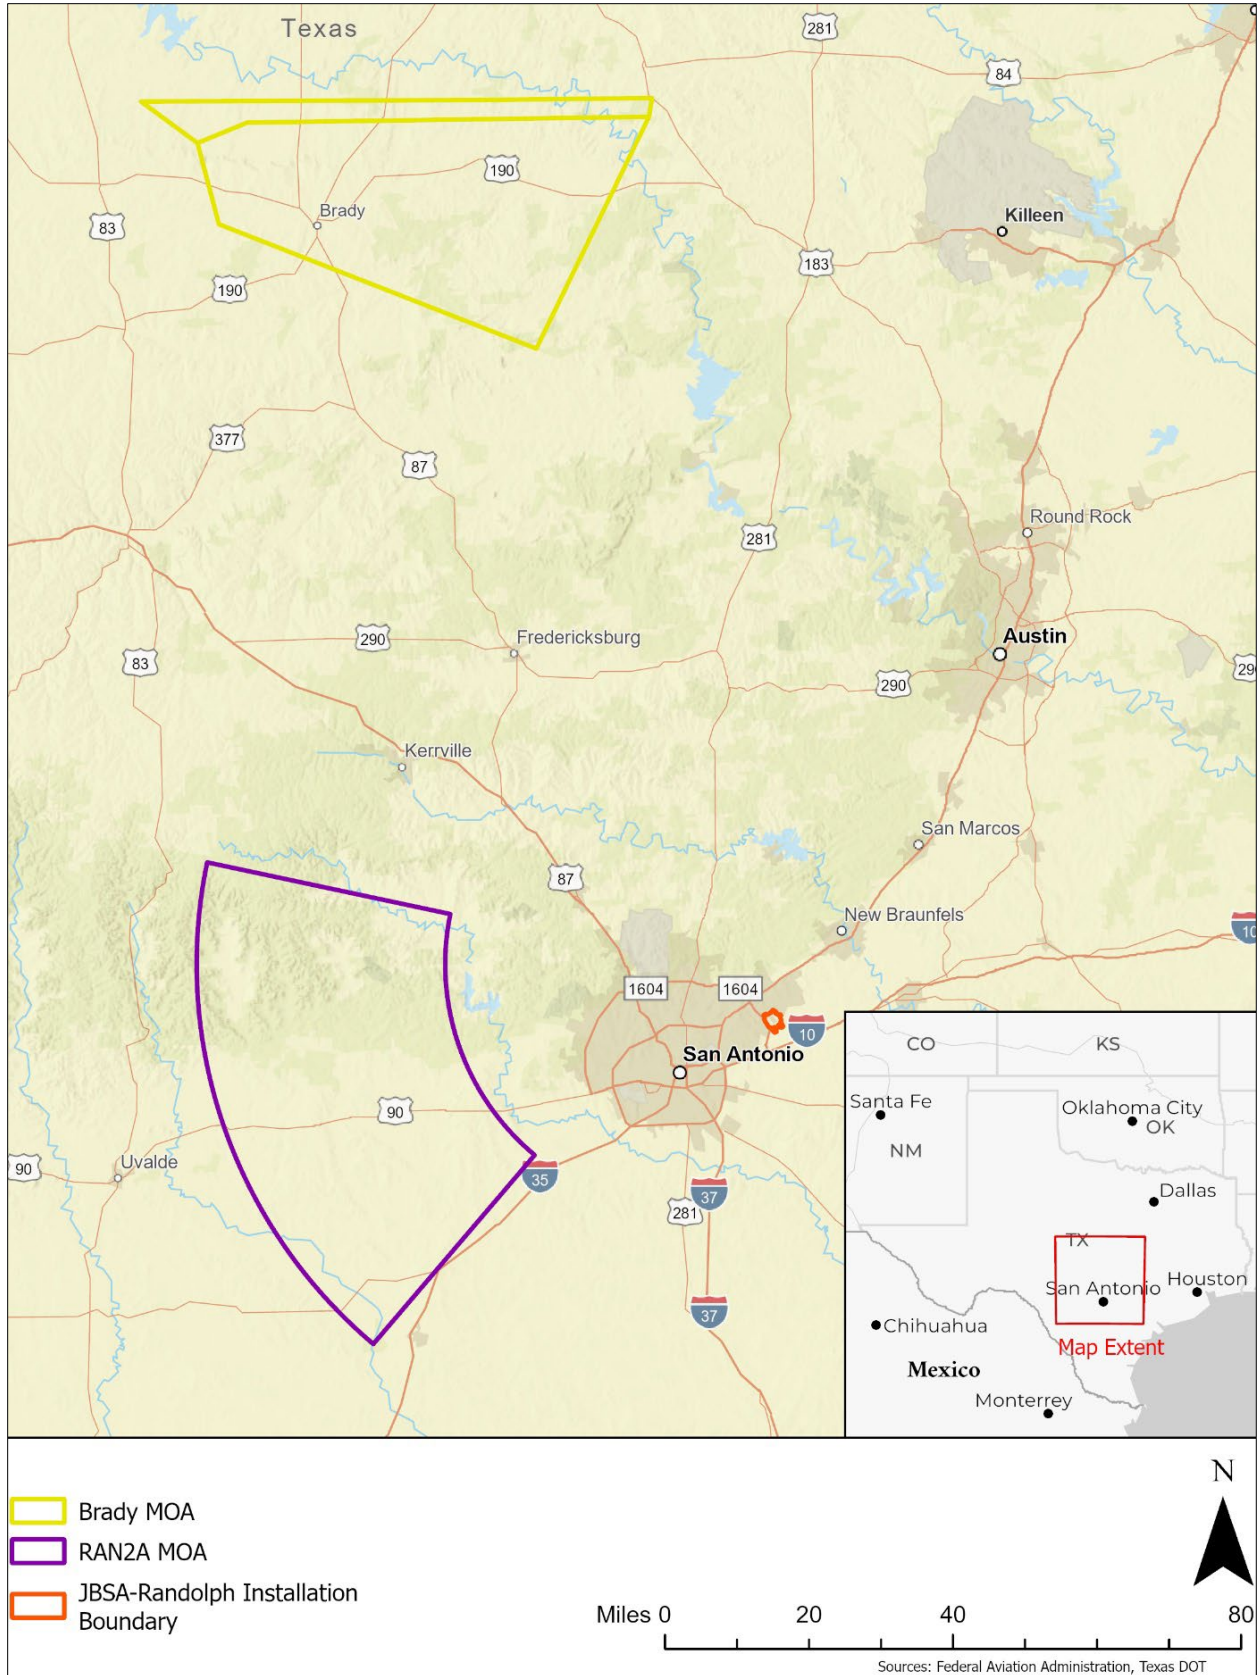 Texas
281
84
190
Brady
83
Killeen
183
190
377
87
Round Rock
281
290
Fredericksburg
Austin
83
290
290
Kerrville
San Marcos
87
New Braunfels
10
1604
1604
10
San Antonio
90
90
Uvalde
35
37
281
37
CO
KS
Santa Fe
Oklahoma City
OK
NM
Dallas
TX
San Antonio
Houston
Chihuahua
Map Extent
Mexico
Monterrey
N
Brady MOA
RAN2A MOA
JBSA-Randolph Installation
Boundary
Miles 0 20 40 80
Sources: Federal Aviation Administration, Texas DOT